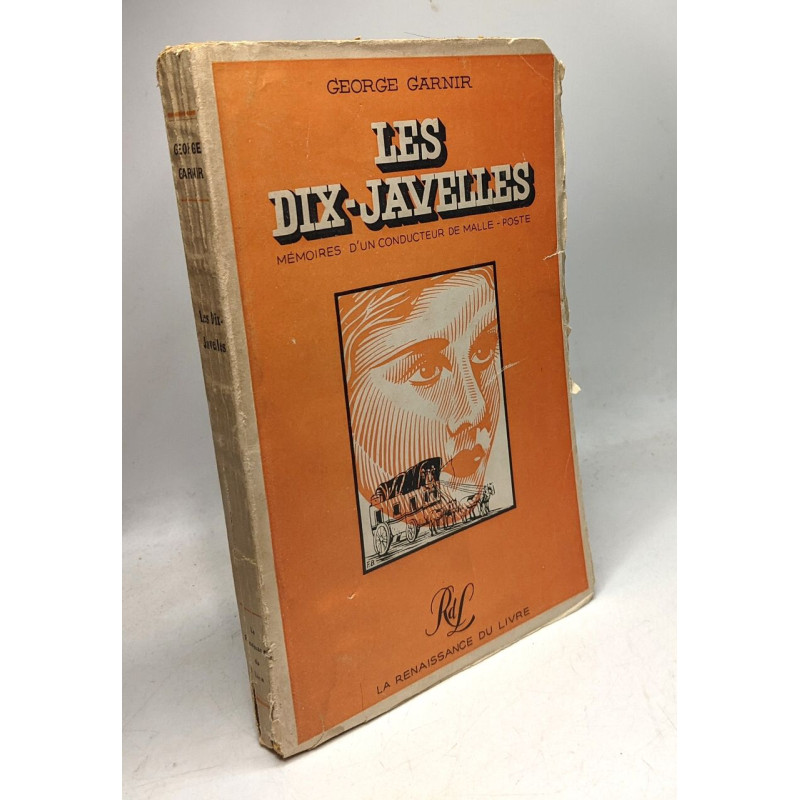 GEORGE GARNIR
LES
DIX-JAVELLES
MÉMOIRES D'UN CONDUCTEUR DE MALLE-POSTE
F.B
RdL
LA RENAISSANCE DU LIVRE
GEORGE
GARNIR
Les Dix-
Javelles